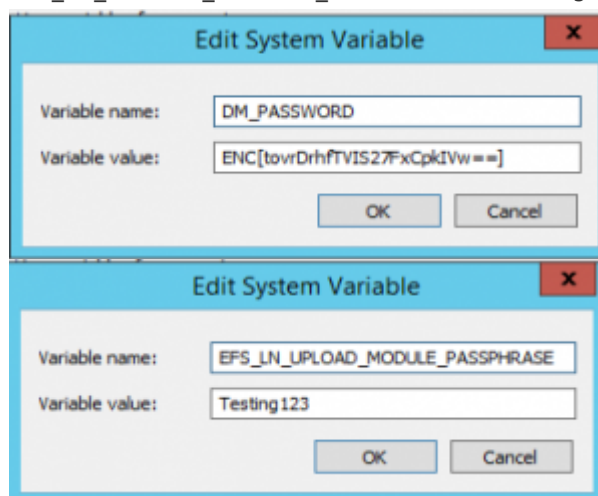 Edit System Variable
x
Variable name: DM_PASSWORD
Variable value: ENC[tovrDrhfTVIS27FxCpkIVw==]
OK Cancel
Edit System Variable
x
Variable name: EFS_LN_UPLOAD_MODULE_PASSPHRASE
Variable value: Testing123
OK Cancel